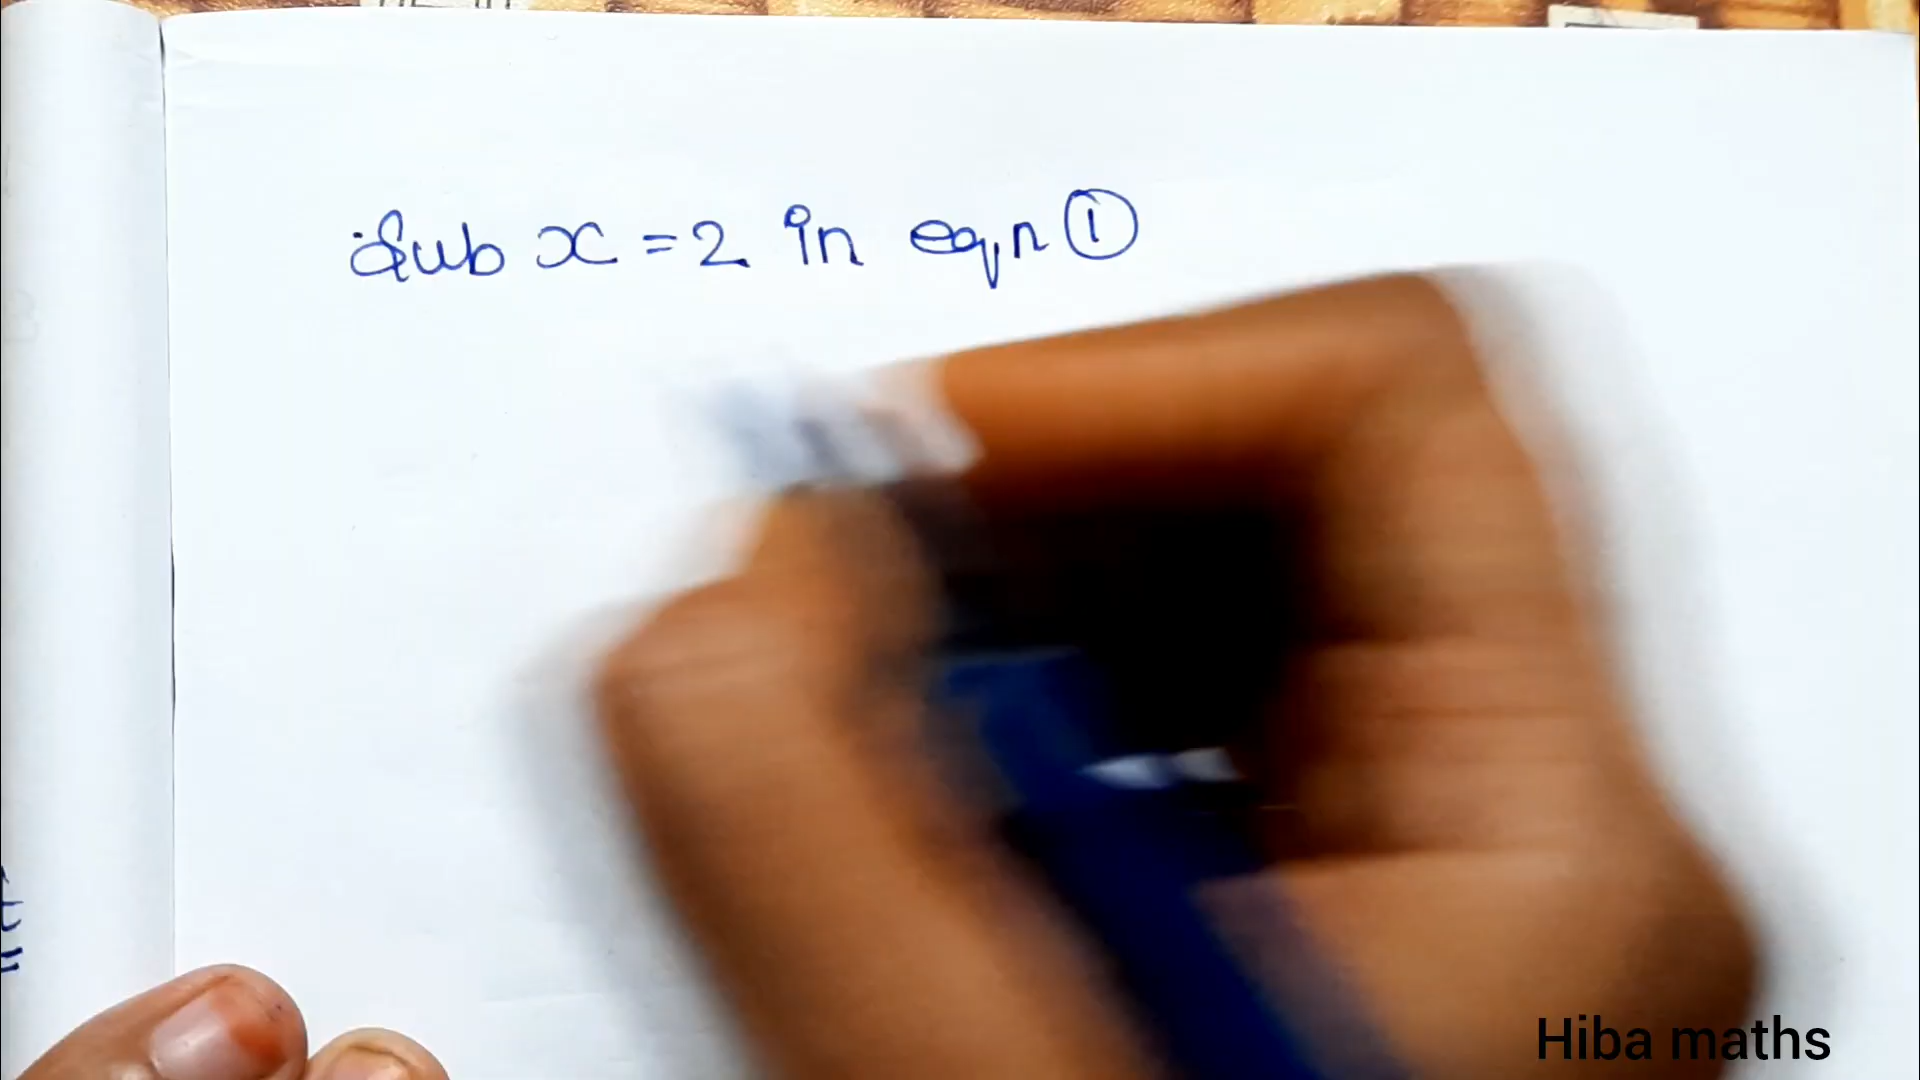 Sub x = 2 in eqn ①
Hiba maths